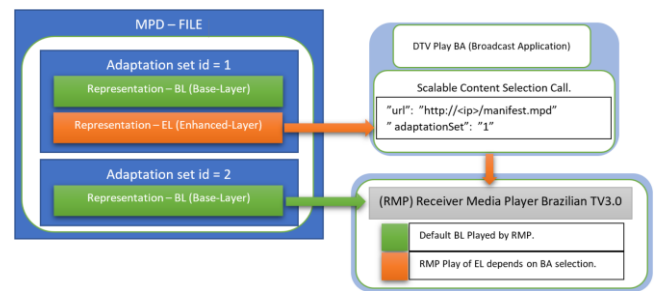 MPD – FILE
Adaptation set id = 1
Representation – BL (Base-Layer)
Representation – EL (Enhanced-Layer)
Adaptation set id = 2
Representation – BL (Base-Layer)
DTV Play BA (Broadcast Application)
Scalable Content Selection Call.
"url": "http://<ip>/manifest.mpd"
" adaptationSet": "1"
(RMP) Receiver Media Player Brazilian TV3.0
Default BL Played by RMP.
RMP Play of EL depends on BA selection.